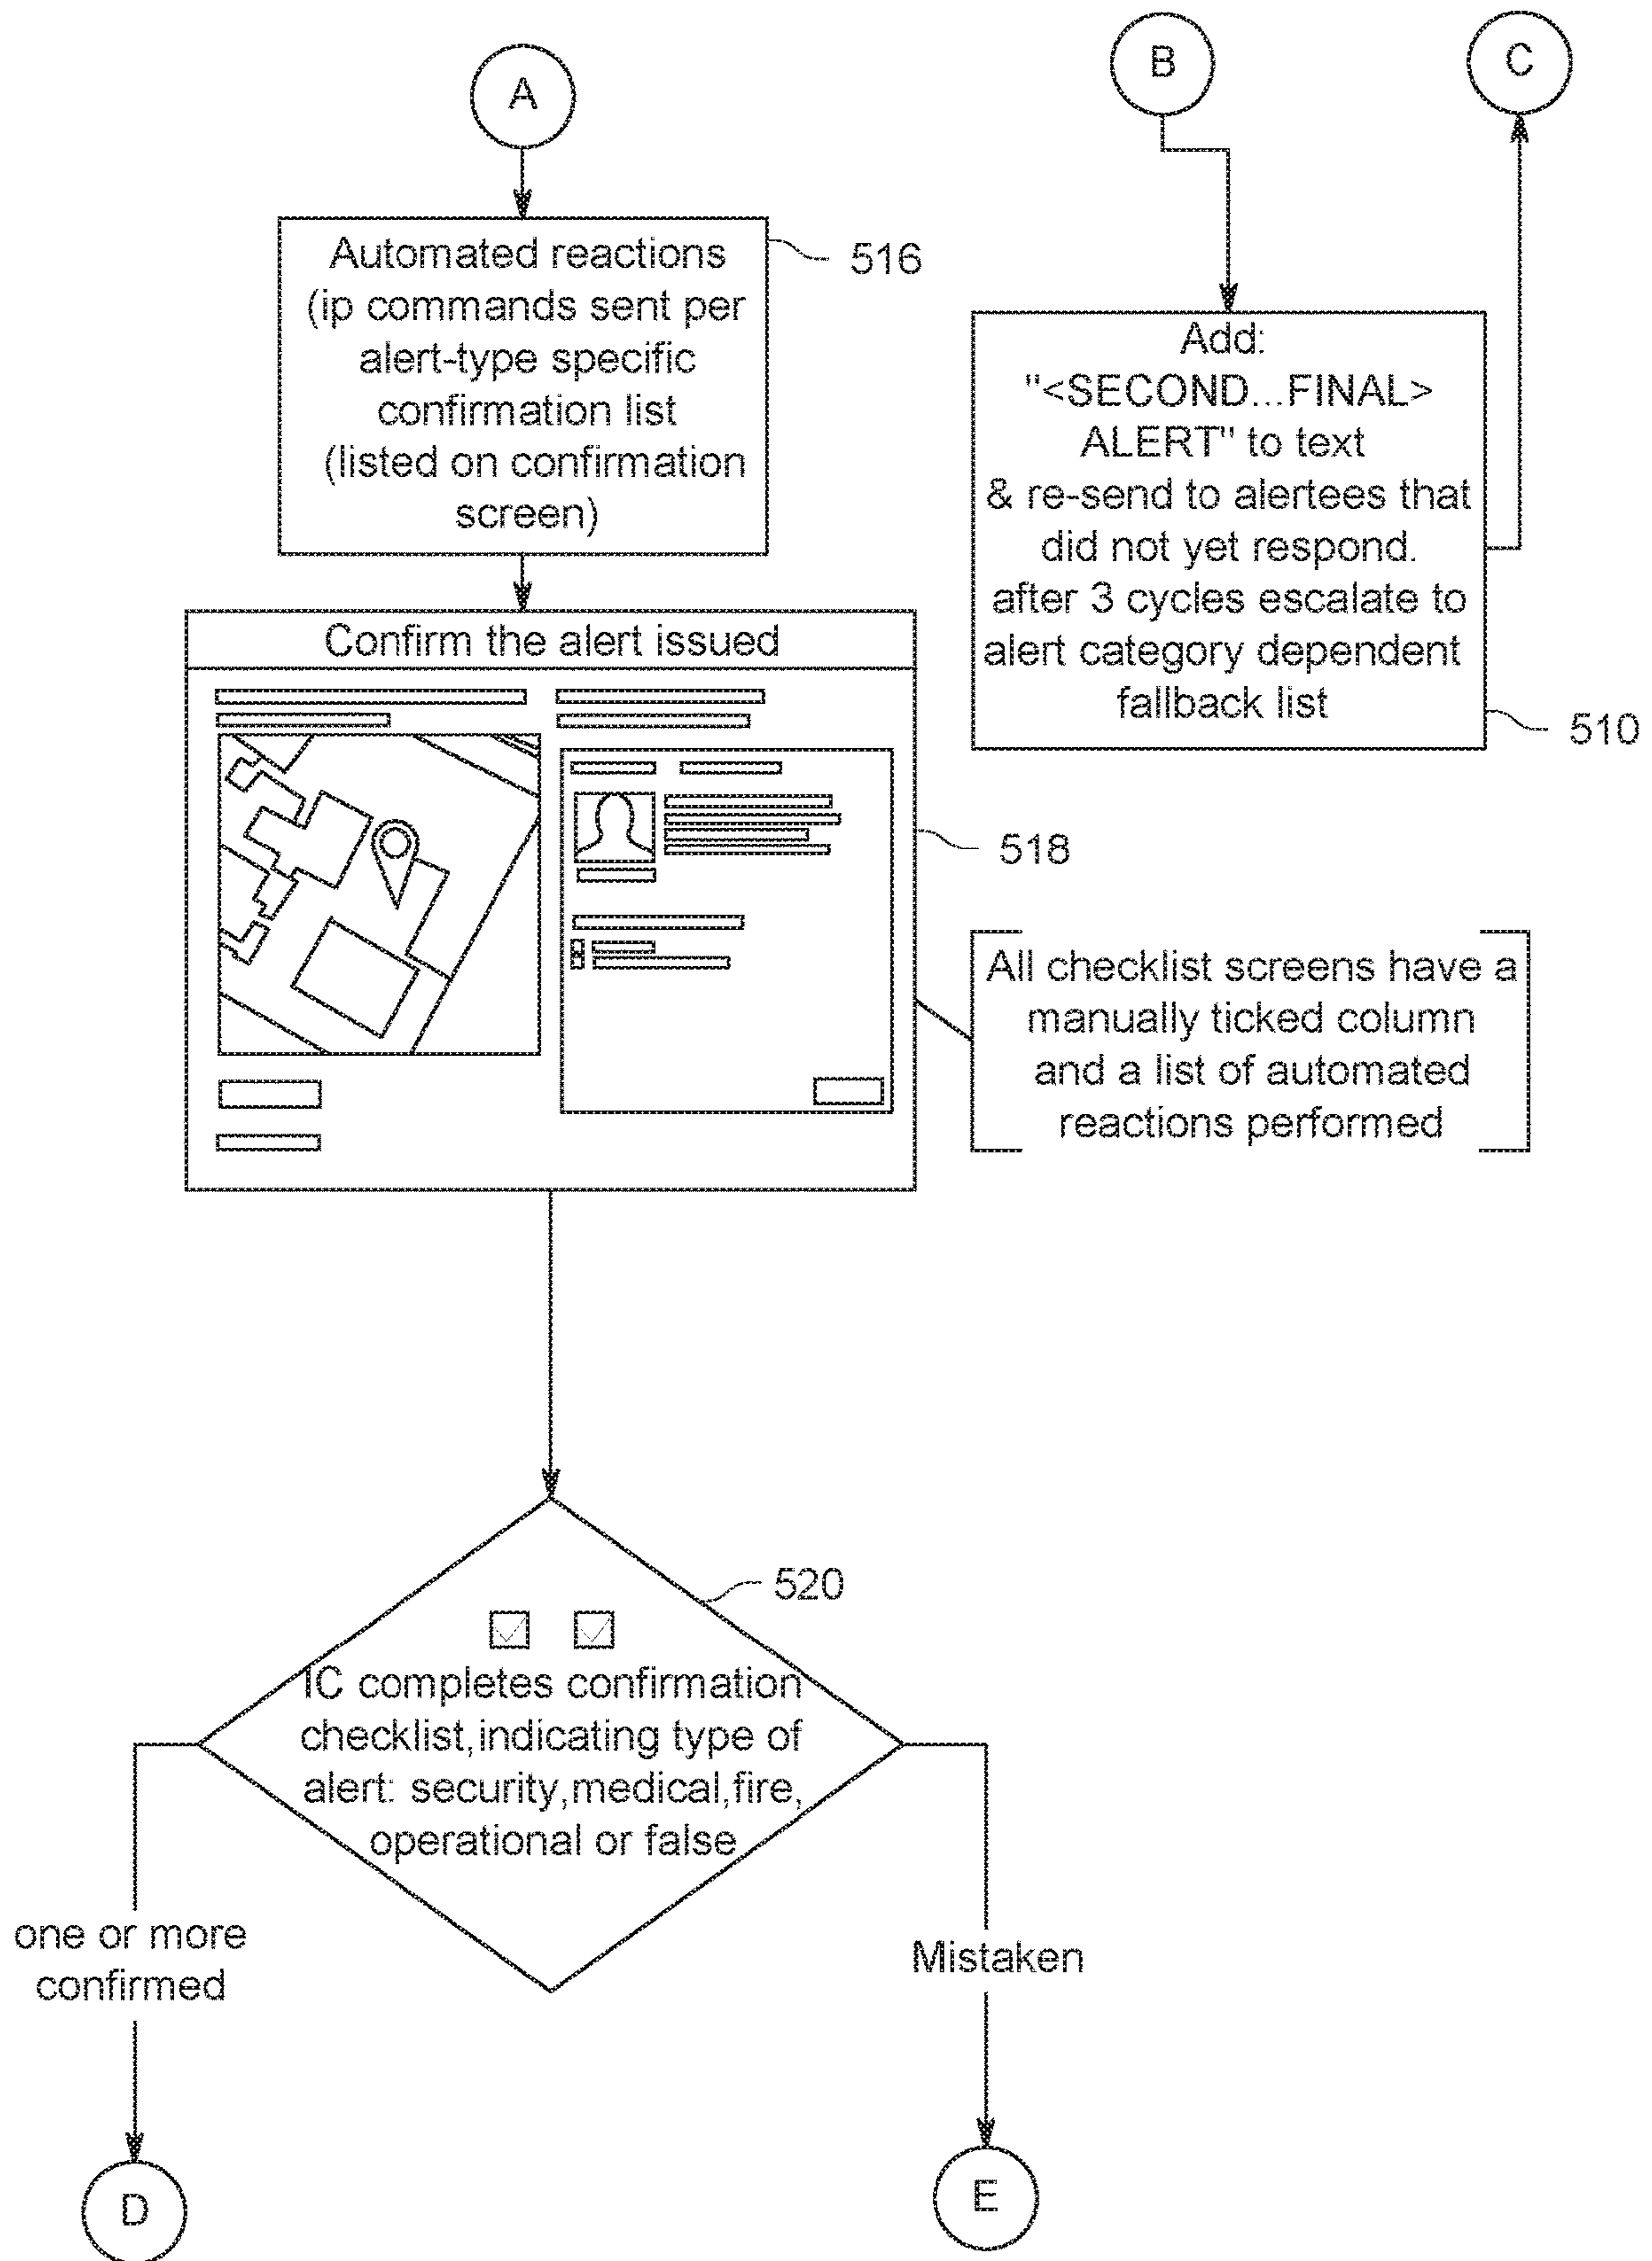 A
Automated reactions
(ip commands sent per
alert-type specific
confirmation list
(listed on confirmation
screen)
516
B
C
Add:
"<SECOND...FINAL>
ALERT" to text
& re-send to alertees that
did not yet respond.
after 3 cycles escalate to
alert category dependent
fallback list
510
Confirm the alert issued
518
All checklist screens have a
manually ticked column
and a list of automated
reactions performed
520
IC completes confirmation
checklist,indicating type of
alert: security,medical,fire,
operational or false
one or more
confirmed
Mistaken
D
E